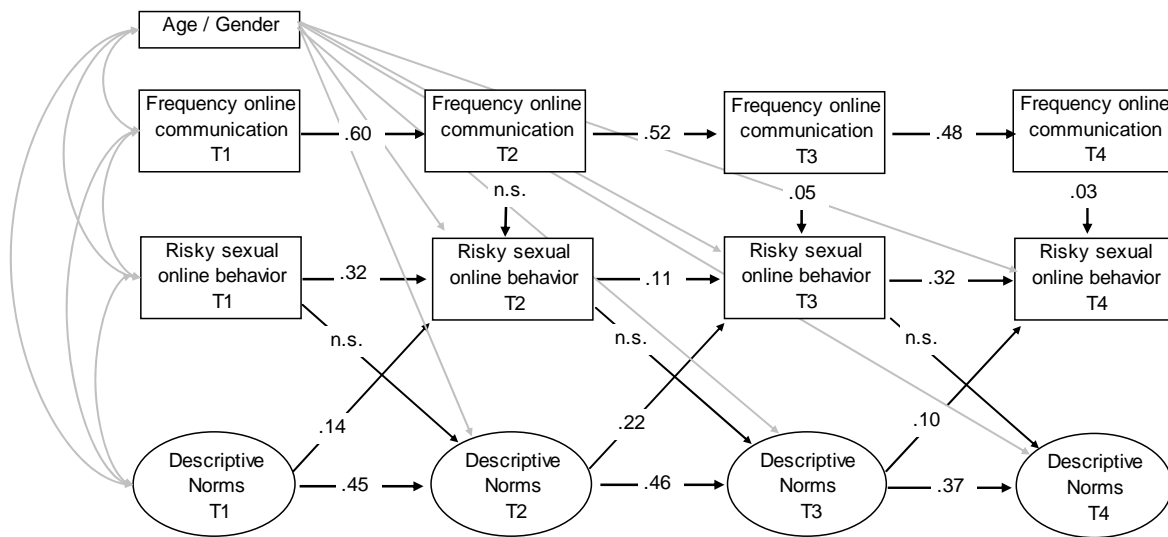 Age / Gender
Frequency online
communication
T1
.60
Frequency online
communication
T2
.52
Frequency online
communication
T3
.48
Frequency online
communication
T4
n.s.
.05
.03
Risky sexual
online behavior
T1
.32
Risky sexual
online behavior
T2
.11
Risky sexual
online behavior
T3
.32
Risky sexual
online behavior
T4
n.s.
n.s.
n.s.
.14
.22
.10
Descriptive
Norms
T1
.45
Descriptive
Norms
T2
.46
Descriptive
Norms
T3
.37
Descriptive
Norms
T4